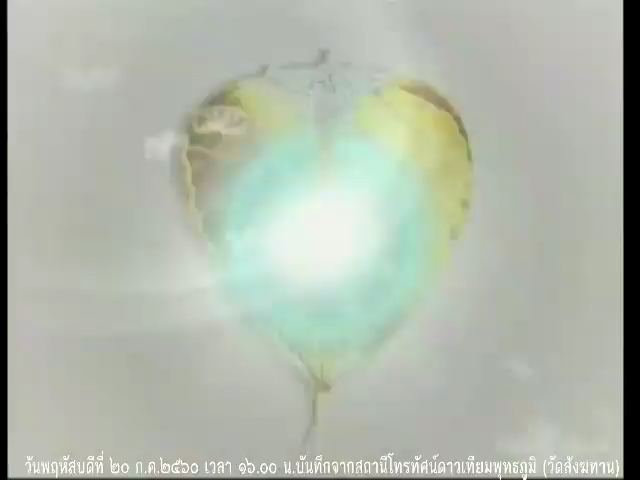 วันพฤหัสบดีที่ ๒๐ ก.ค.๒๕๖๐ เวลา ๑๖.๐๐ น.บันทึกจากสถานีโทรทัศน์ดาวเทียมพุทธภูมิ (วัดสังฆทาน)